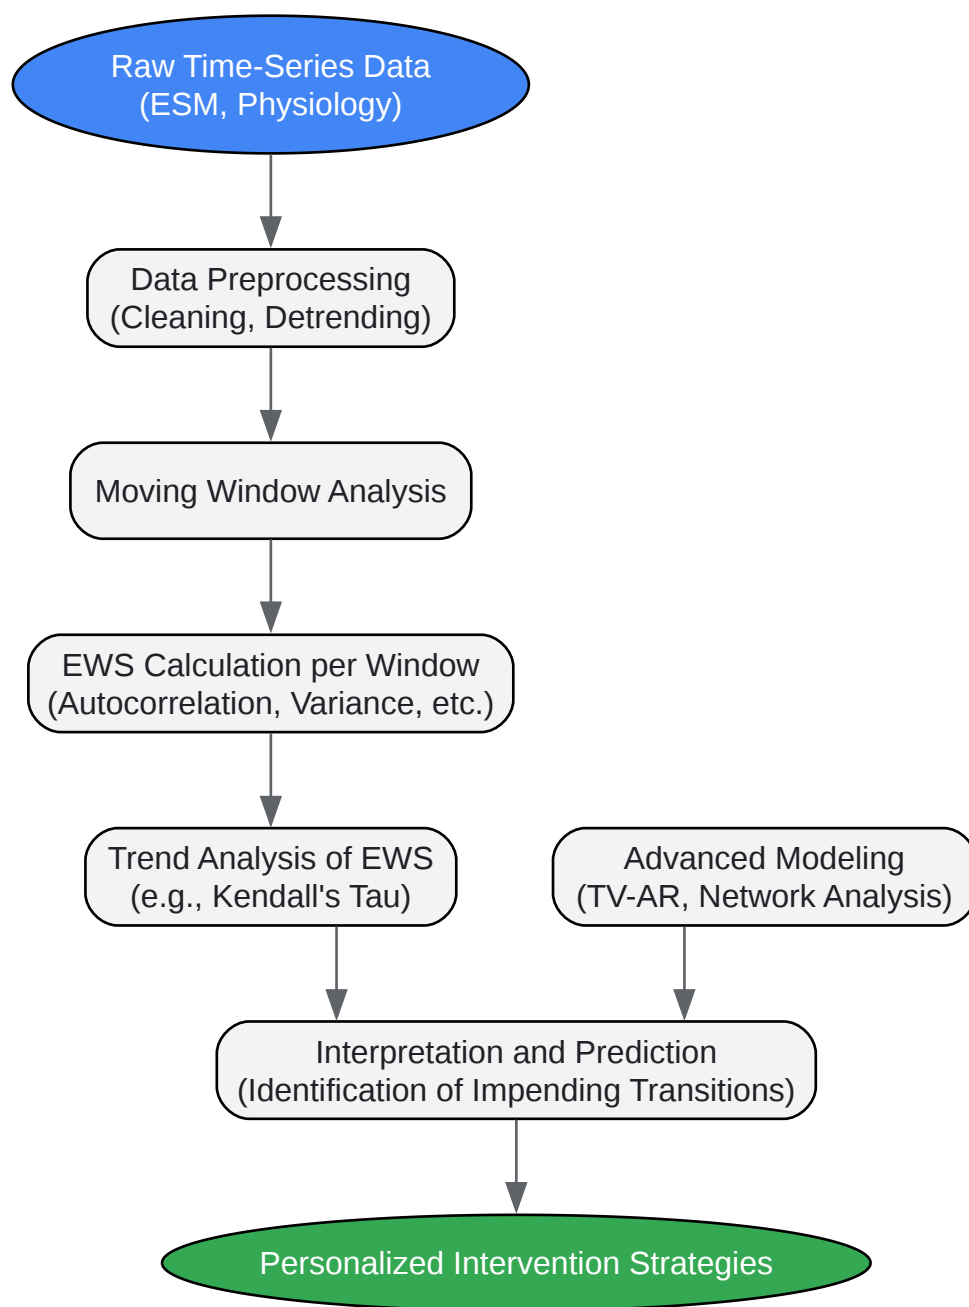 Raw Time-Series Data
(ESM, Physiology)
Data Preprocessing
(Cleaning, Detrending)
Moving Window Analysis
EWS Calculation per Window
(Autocorrelation, Variance, etc.)
Trend Analysis of EWS
(e.g., Kendall's Tau)
Advanced Modeling
(TV-AR, Network Analysis)
Interpretation and Prediction
(Identification of Impending Transitions)
Personalized Intervention Strategies